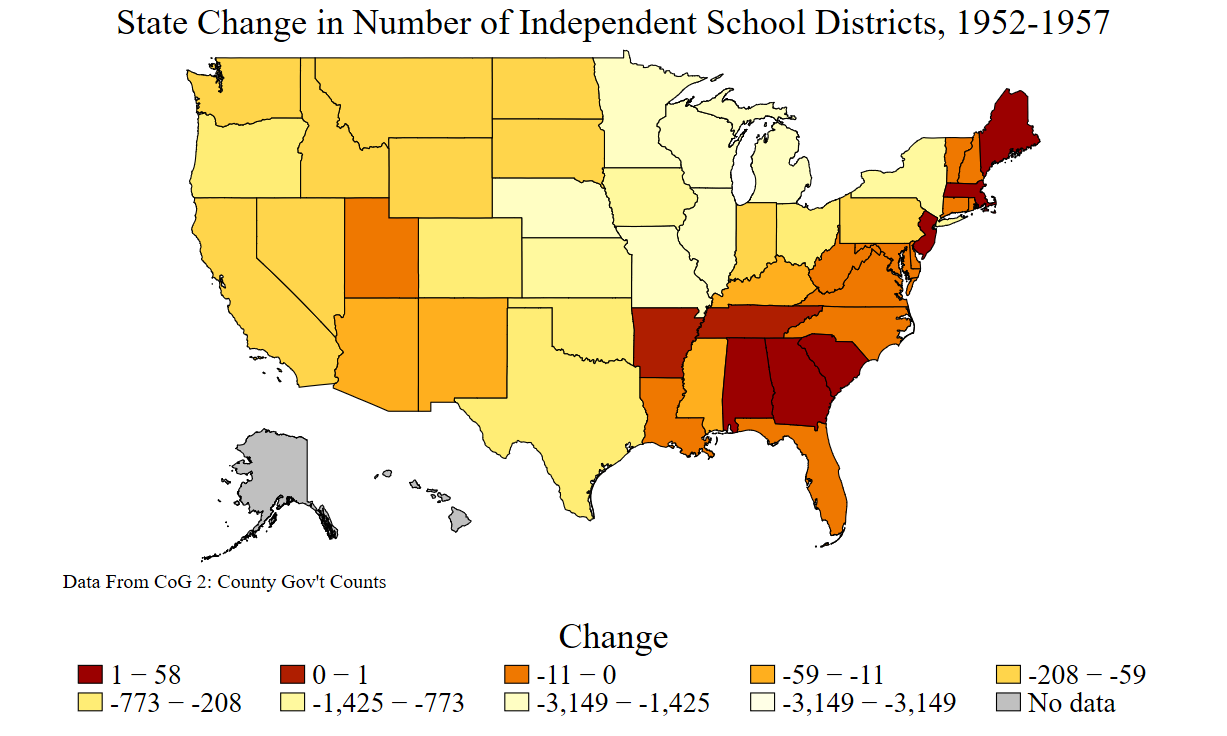 State Change in Number of Independent School Districts, 1952-1957
Data From CoG 2: County Gov't Counts
Change
1 − 58
0 − 1
-11 − 0
-59 − -11
-208 − -59
-773 − -208
-1,425 − -773
-3,149 − -1,425
-3,149 − -3,149
No data